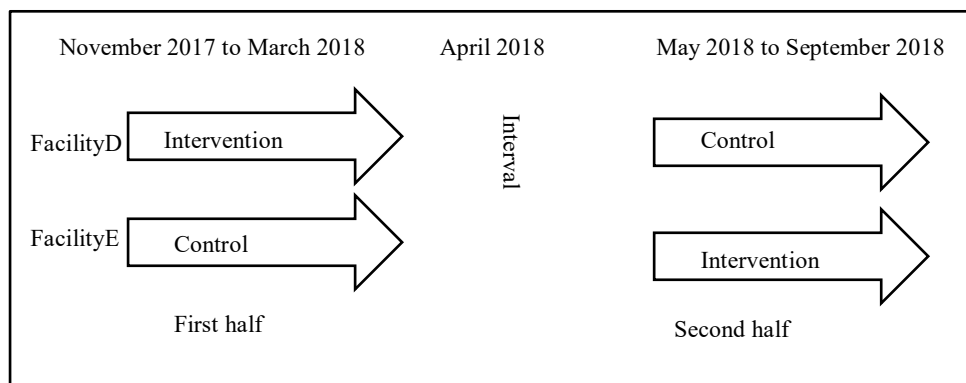 November 2017 to March 2018
April 2018
May 2018 to September 2018
FacilityD
Intervention
Interval
Control
FacilityE
Control
Intervention
First half
Second half